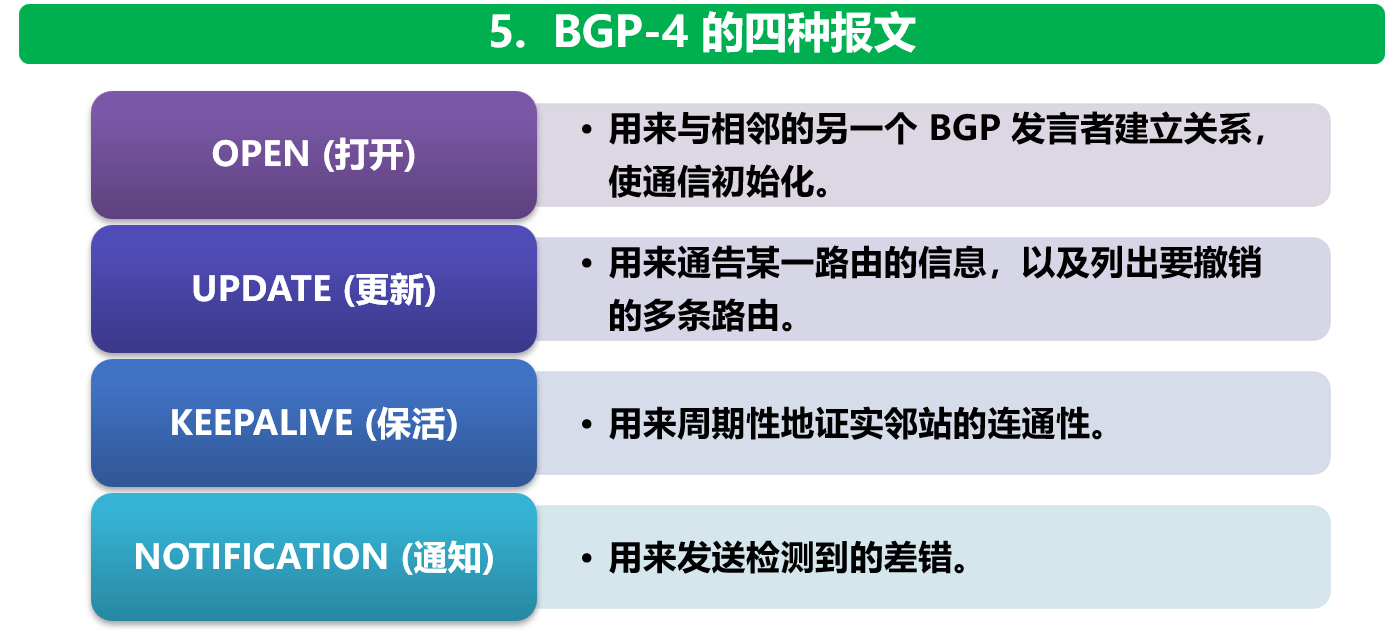 5. BGP-4 的四种报文
OPEN (打开)
• 用来与相邻的另一个 BGP 发言者建立关系，
使通信初始化。
UPDATE (更新)
• 用来通告某一路由的信息，以及列出要撤销
的多条路由。
KEEPALIVE (保活)
• 用来周期性地证实邻站的连通性。
NOTIFICATION (通知)
• 用来发送检测到的差错。